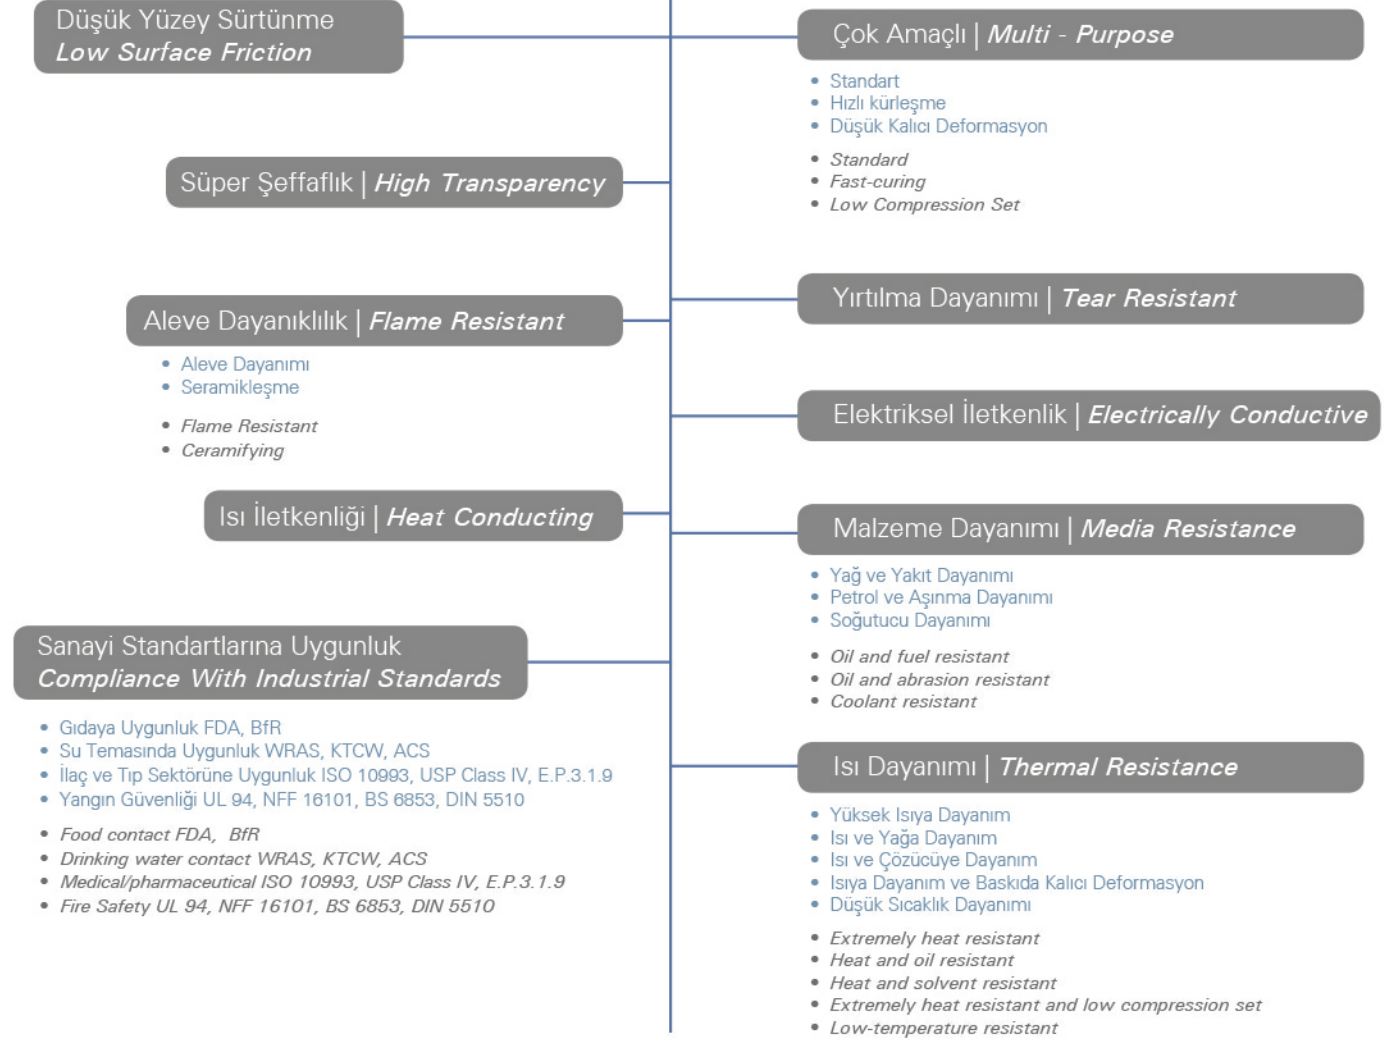 Düşük Yüzey Sürtünme
Low Surface Friction
Süper Şeffaflık | High Transparency
Aleve Dayanıklılık | Flame Resistant
• Aleve Dayanımı
• Seramikleşme
• Flame Resistant
• Ceramifying
Isı İletkenliği | Heat Conducting
Sanayi Standartlarına Uygunluk
Compliance With Industrial Standards
• Gıdaya Uygunluk FDA, BfR
• Su Temasında Uygunluk WRAS, KTCW, ACS
• İlaç ve Tıp Sektörüne Uygunluk ISO 10993, USP Class IV, E.P.3.1.9
• Yangın Güvenliği UL 94, NFF 16101, BS 6853, DIN 5510
• Food contact FDA, BfR
• Drinking water contact WRAS, KTCW, ACS
• Medical/pharmaceutical ISO 10993, USP Class IV, E.P.3.1.9
• Fire Safety UL 94, NFF 16101, BS 6853, DIN 5510
Çok Amaçlı | Multi - Purpose
• Standart
• Hızlı kürleşme
• Düşük Kalıcı Deformasyon
• Standard
• Fast-curing
• Low Compression Set
Yırtılma Dayanımı | Tear Resistant
Elektriksel İletkenlik | Electrically Conductive
Malzeme Dayanımı | Media Resistance
• Yağ ve Yakıt Dayanımı
• Petrol ve Aşınma Dayanımı
• Soğutucu Dayanımı
• Oil and fuel resistant
• Oil and abrasion resistant
• Coolant resistant
Isı Dayanımı | Thermal Resistance
• Yüksek Isıya Dayanım
• Isı ve Yağa Dayanım
• Isı ve Çözücüye Dayanım
• Isıya Dayanım ve Baskıda Kalıcı Deformasyon
• Düşük Sıcaklık Dayanımı
• Extremely heat resistant
• Heat and oil resistant
• Heat and solvent resistant
• Extremely heat resistant and low compression set
• Low-temperature resistant